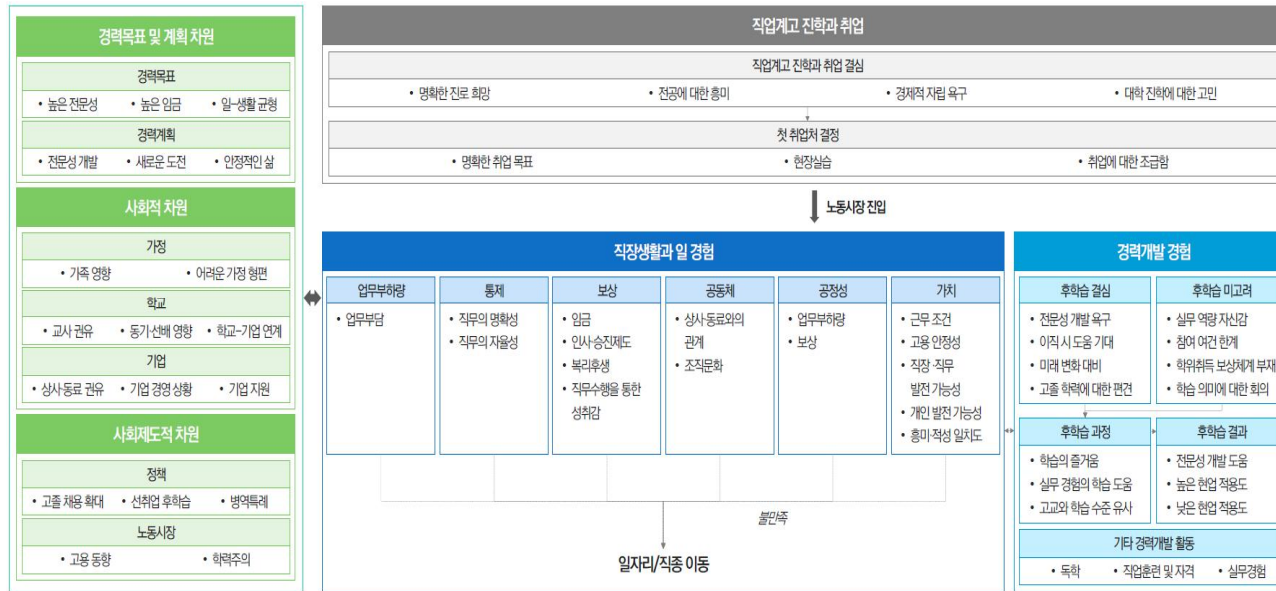 경력목표 및 계획 차원
경력목표
• 높은 전문성 • 높은 임금 • 일-생활 균형
경력계획
• 전문성 개발 • 새로운 도전 • 안정적인 삶
사회적 차원
가정
• 가족 영향 • 어려운 가정 형편
학교
• 교사 권유 • 동기·선배 영향 • 학교-기업 연계
기업
• 상사·동료 권유 • 기업 경영 상황 • 기업 지원
사회제도적 차원
정책
• 고졸 채용 확대 • 선취업 후학습 • 병역특례
노동시장
• 고용 동향 • 학력주의
직업계고 진학과 취업
직업계고 진학과 취업 결심
• 명확한 진로 희망 • 전공에 대한 흥미 • 경제적 자립 욕구 • 대학 진학에 대한 고민
첫 취업처 결정
• 명확한 취업 목표 • 현장실습 • 취업에 대한 조급함
노동시장 진입
직장생활과 일 경험
업무부하량
• 업무부담
통제
• 직무의 명확성
• 직무의 자율성
보상
• 임금
• 인사·승진제도
• 복리후생
• 직무수행을 통한
성취감
공동체
• 상사·동료와의
관계
• 조직문화
공정성
• 업무부하량
• 보상
가치
• 근무 조건
• 고용 안정성
• 직장·직무
발전 가능성
• 개인 발전 가능성
• 흥미·적성 일치도
불만족
일자리/직종 이동
경력개발 경험
후학습 결심
• 전문성 개발 욕구
• 이직 시 도움 기대
• 미래 변화 대비
• 고졸 학력에 대한 편견
후학습 미고려
• 실무 역량 자신감
• 참여 여건 한계
• 학위취득 보상체계 부재
• 학습 의미에 대한 회의
후학습 과정
• 학습의 즐거움
• 실무 경험의 학습 도움
• 고교와 학습 수준 유사
후학습 결과
• 전문성 개발 도움
• 높은 현업 적용도
• 낮은 현업 적용도
기타 경력개발 활동
• 독학 • 직업훈련 및 자격 • 실무경험